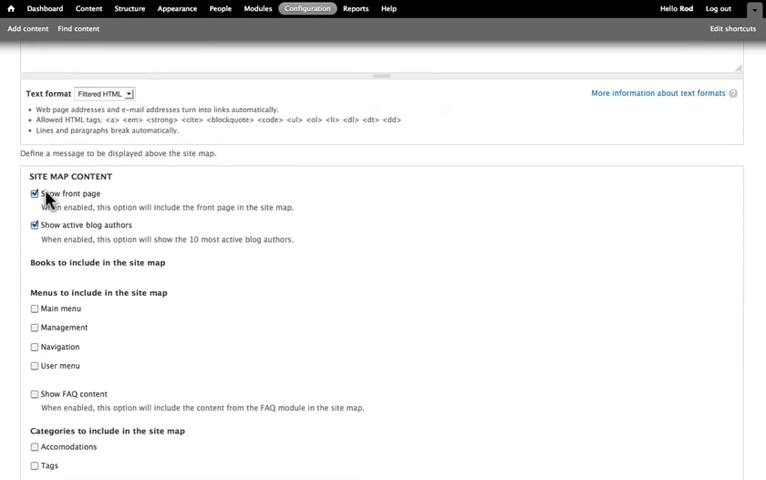 Dashboard Content Structure Appearance People Modules Configuration Reports Help Hello Rod Log out
Add content Find content Edit shortcuts
Text format Filtered HTML More information about text formats ?
• Web page addresses and e-mail addresses turn into links automatically.
• Allowed HTML tags: <a> <em> <strong> <cite> <blockquote> <code> <ul> <ol> <li> <dl> <dt> <dd>
• Lines and paragraphs break automatically.
Define a message to be displayed above the site map.
SITE MAP CONTENT
Show front page
When enabled, this option will include the front page in the site map.
Show active blog authors
When enabled, this option will show the 10 most active blog authors.
Books to include in the site map
Menus to include in the site map
Main menu
Management
Navigation
User menu
Show FAQ content
When enabled, this option will include the content from the FAQ module in the site map.
Categories to include in the site map
Accomodations
Tags